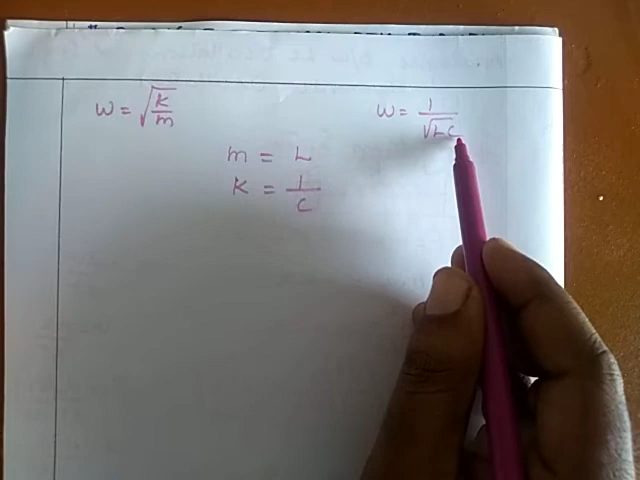 w = √K/m
w = 1/√LC
m = L
K = 1/C